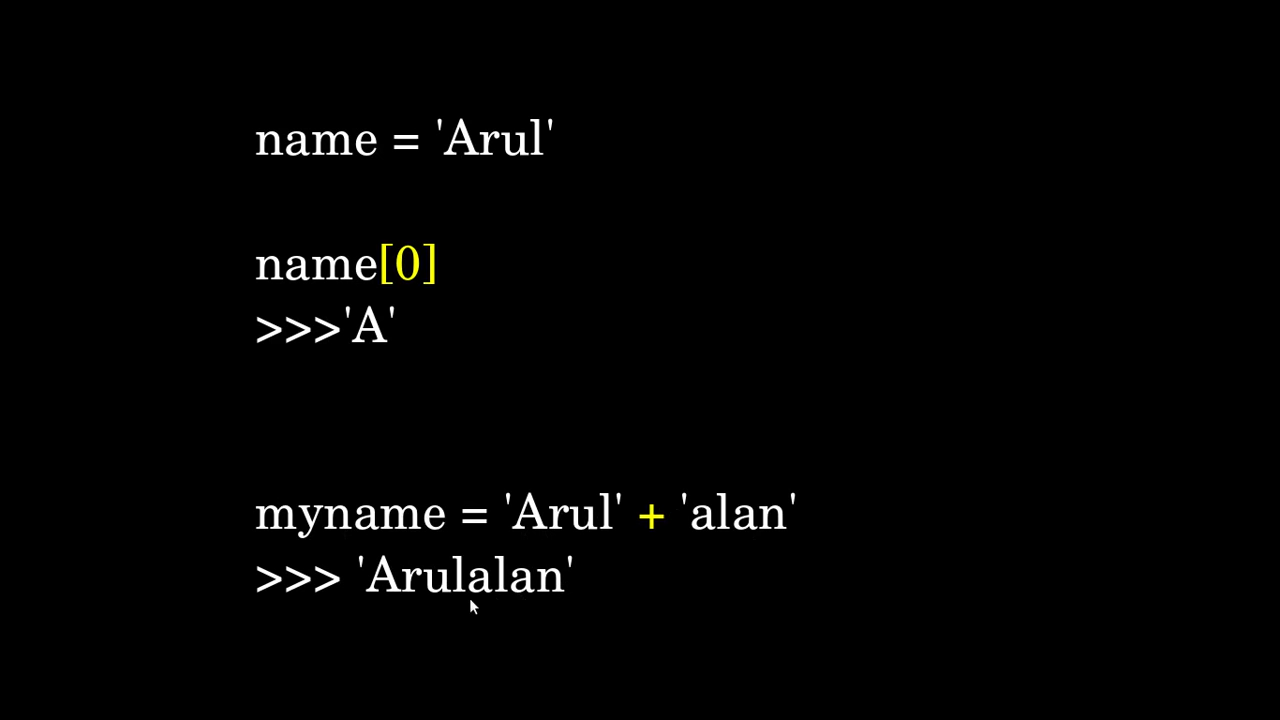 name = 'Arul'
name[0]
>>>'A'
myname = 'Arul' + 'alan'
>>> 'Arulalan'